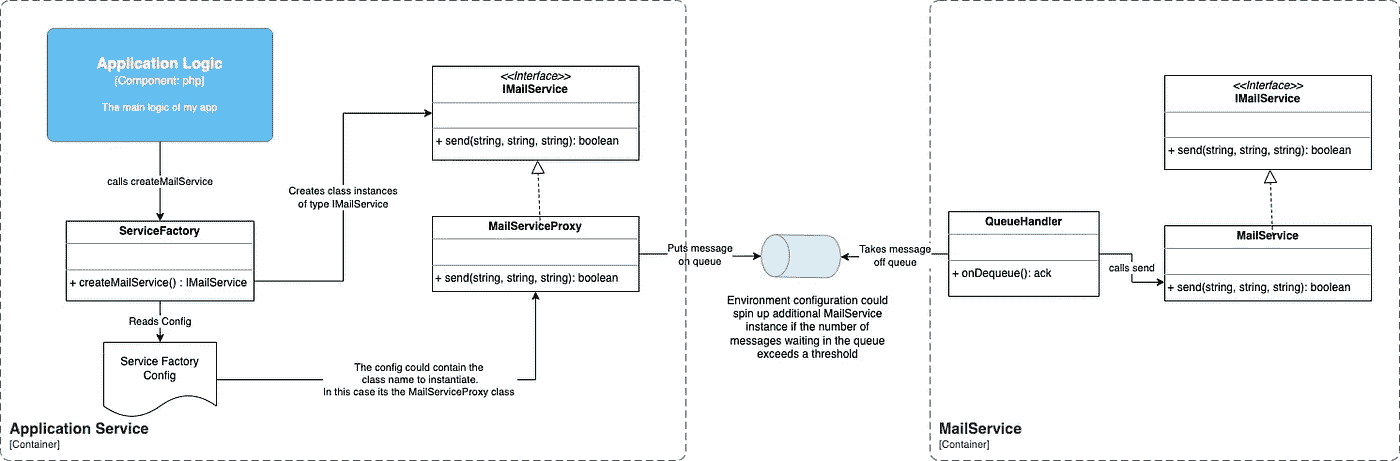 Application Logic
[Component: php]
The main logic of my app
calls createMailService
ServiceFactory
+ createMailService() : IMailService
Reads Config
Service Factory
Config
Creates class instances
of type IMailService
<<Interface>>
IMailService
+ send(string, string, string): boolean
MailServiceProxy
+ send(string, string, string): boolean
The config could contain the
class name to instantiate.
In this case its the MailServiceProxy class
Application Service
[Container]
Puts message
on queue
Takes message
off queue
Environment configuration could
spin up additional MailService
instance if the number of
messages waiting in the queue
exceeds a threshold
QueueHandler
+ onDequeue(): ack
calls send
<<Interface>>
IMailService
+ send(string, string, string): boolean
MailService
+ send(string, string, string): boolean
MailService
[Container]